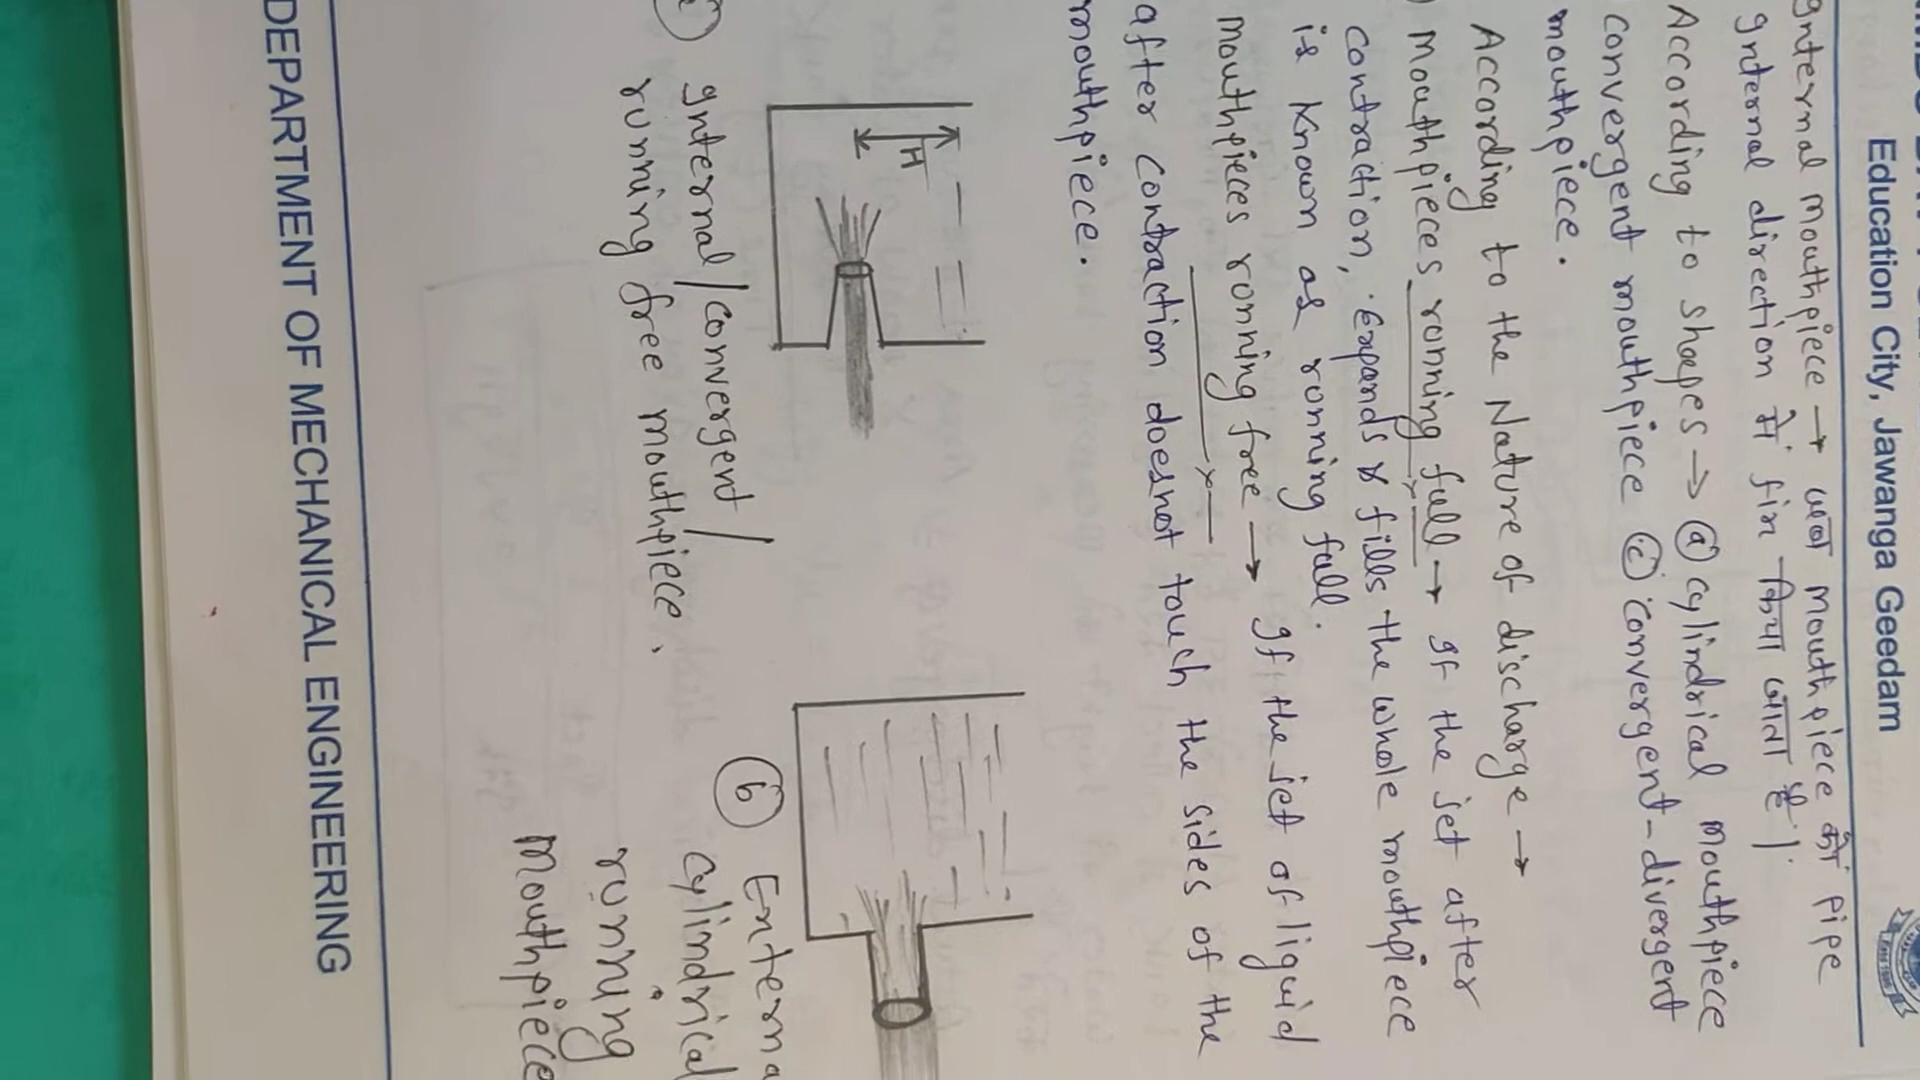 Education City, Jawanga Geedam
Internal mouthpiece → जब mouthpiece को pipe
Internal direction में fix किया जाता है।
According to shapes → (a) cylindrical mouthpiece
convergent mouthpiece (c) convergent-divergent
mouthpiece.
According to the Nature of discharge →
) mouthpieces running full → If the jet after
contraction, expands & fills the whole mouthpiece
is known as running full.
mouthpieces running free → If the jet of liquid
after contraction doesnot touch the sides of the
mouthpiece.
H
Internal / convergent /
running free mouthpiece.
(b) Externa
cylindrical
running
mouthpiece
DEPARTMENT OF MECHANICAL ENGINEERING